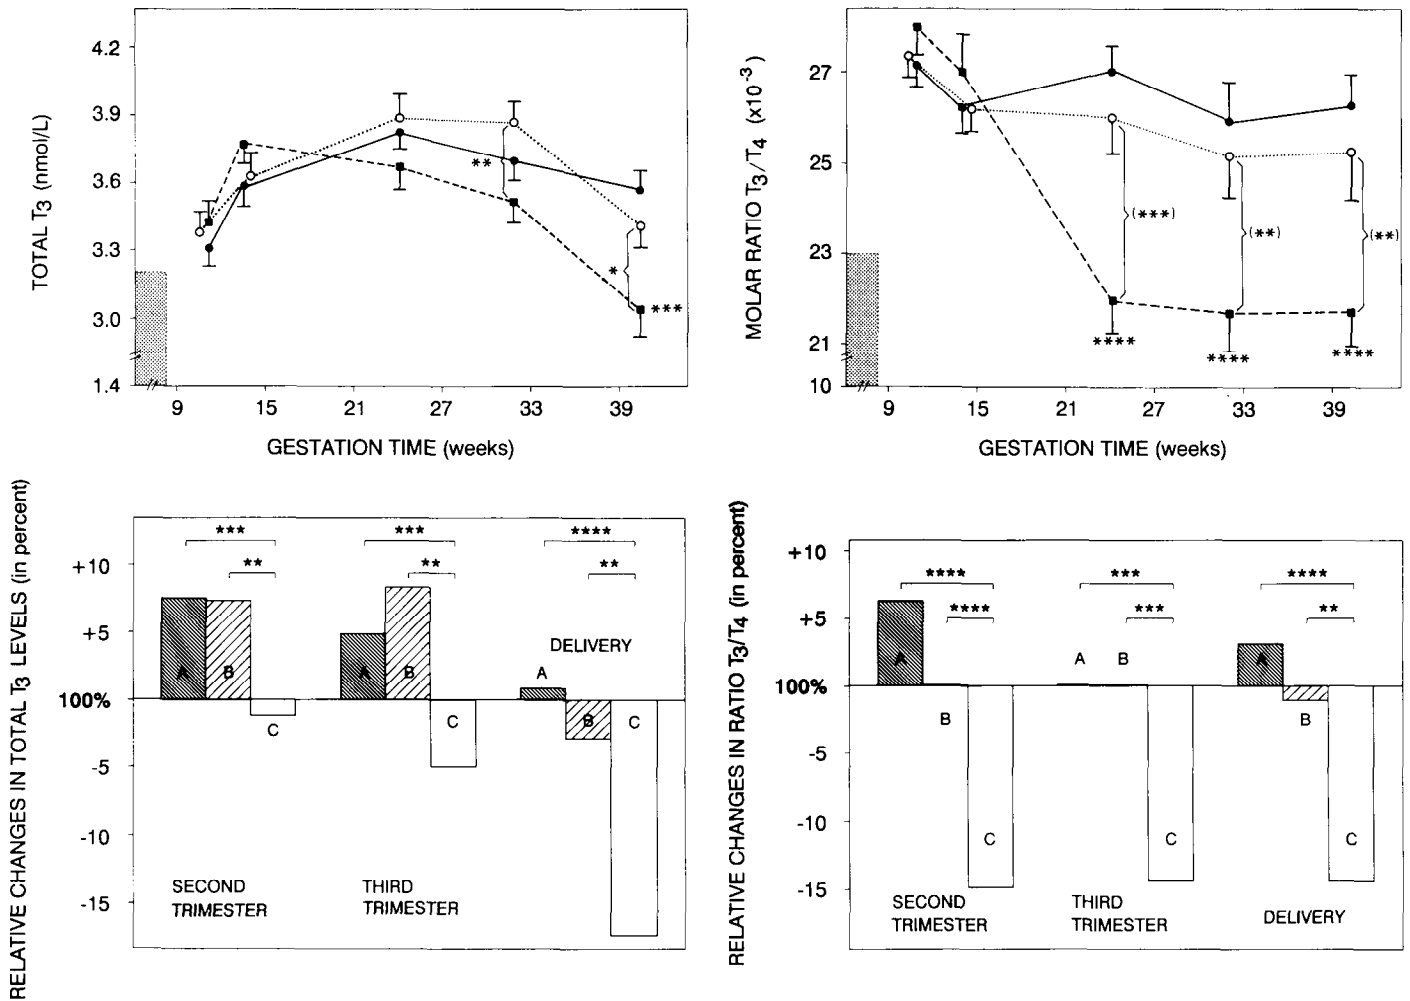 TOTAL T3 (nmol/L)
4.2
3.9
3.6
3.3
3.0
1.4
**
*
***
9 15 21 27 33 39
GESTATION TIME (weeks)
MOLAR RATIO T3/T4 (x10-3)
27
25
23
21
10
(***)
(**)
(**)
****
****
****
9 15 21 27 33 39
GESTATION TIME (weeks)
RELATIVE CHANGES IN TOTAL T3 LEVELS (in percent)
+10
+5
100%
-5
-10
-15
*** *** ****
** ** **
DELIVERY
A B C
A B C
A B C
SECOND
TRIMESTER
THIRD
TRIMESTER
RELATIVE CHANGES IN RATIO T3/T4 (in percent)
+10
+5
100%
-5
-10
-15
**** *** ****
**** *** **
A B C
A B C
A B C
SECOND
TRIMESTER
THIRD
TRIMESTER
DELIVERY